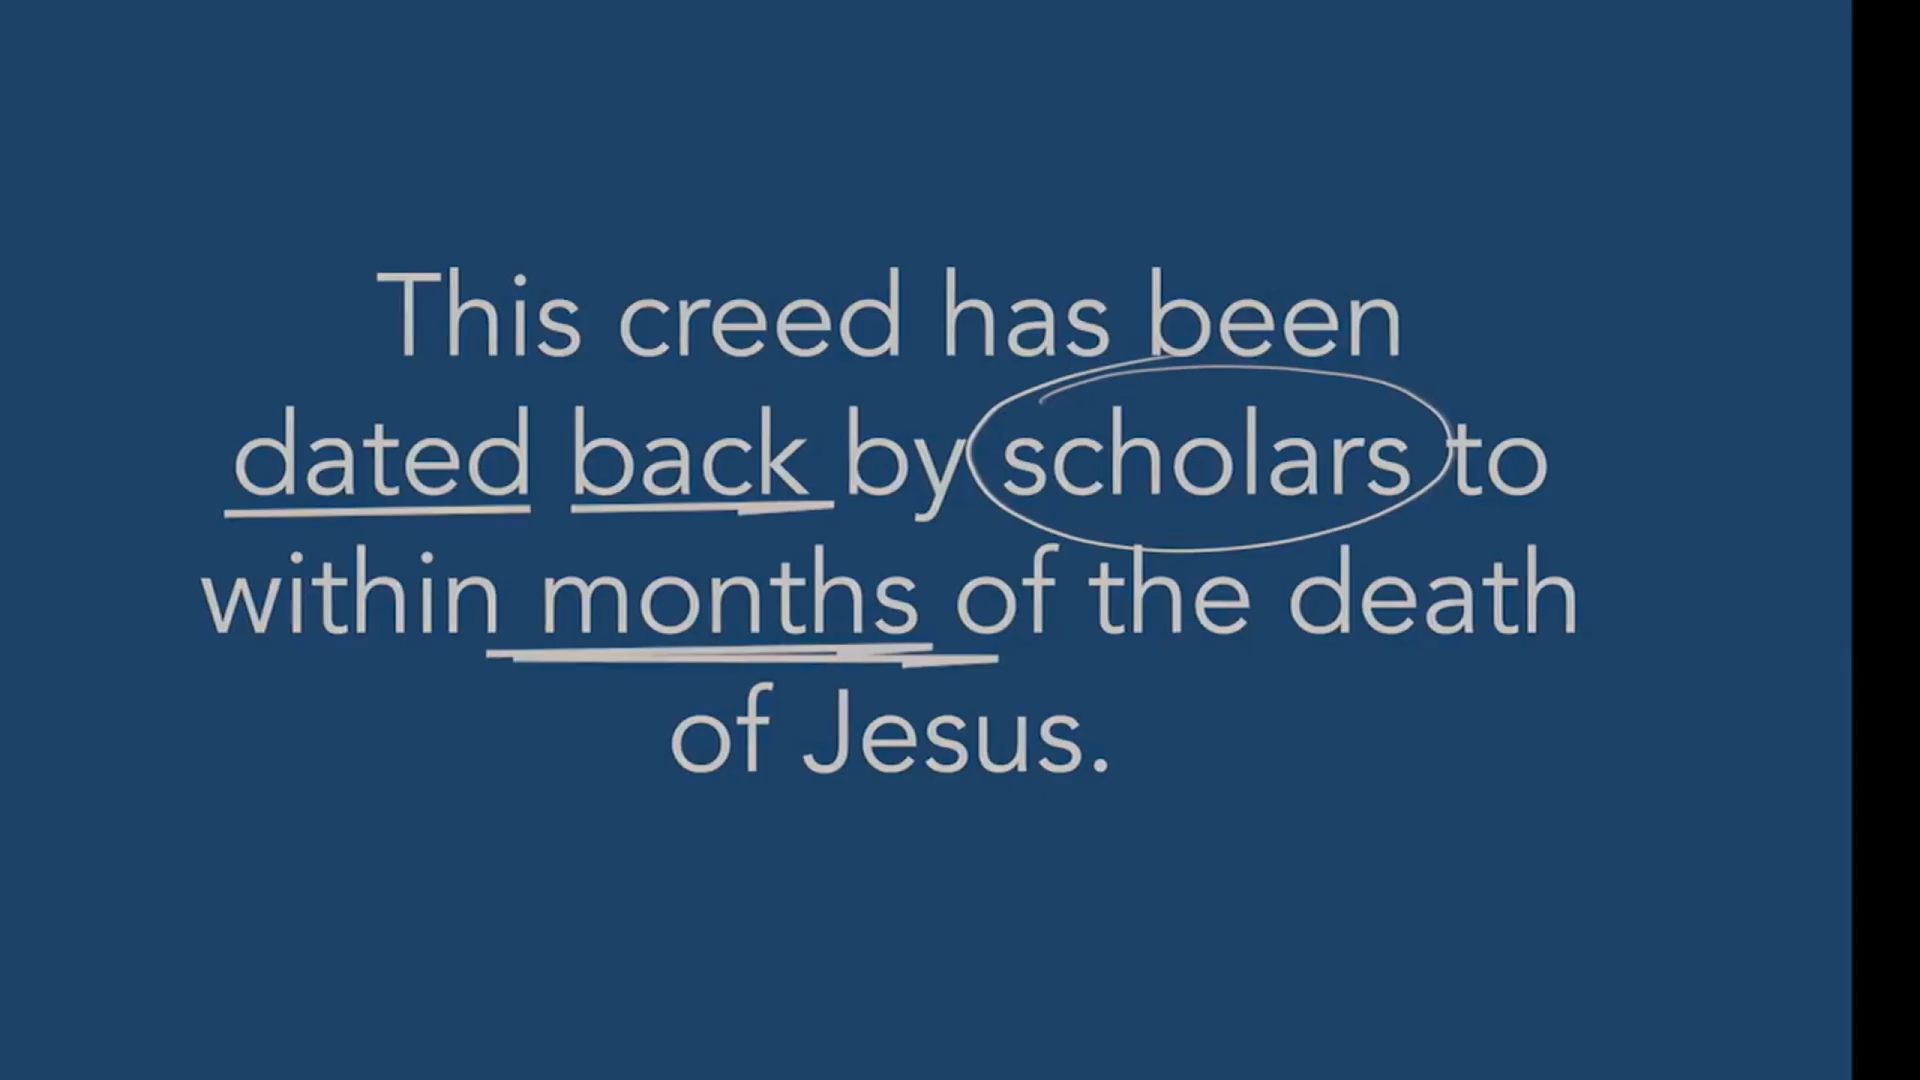 This creed has been
dated back by scholars to
within months of the death
of Jesus.